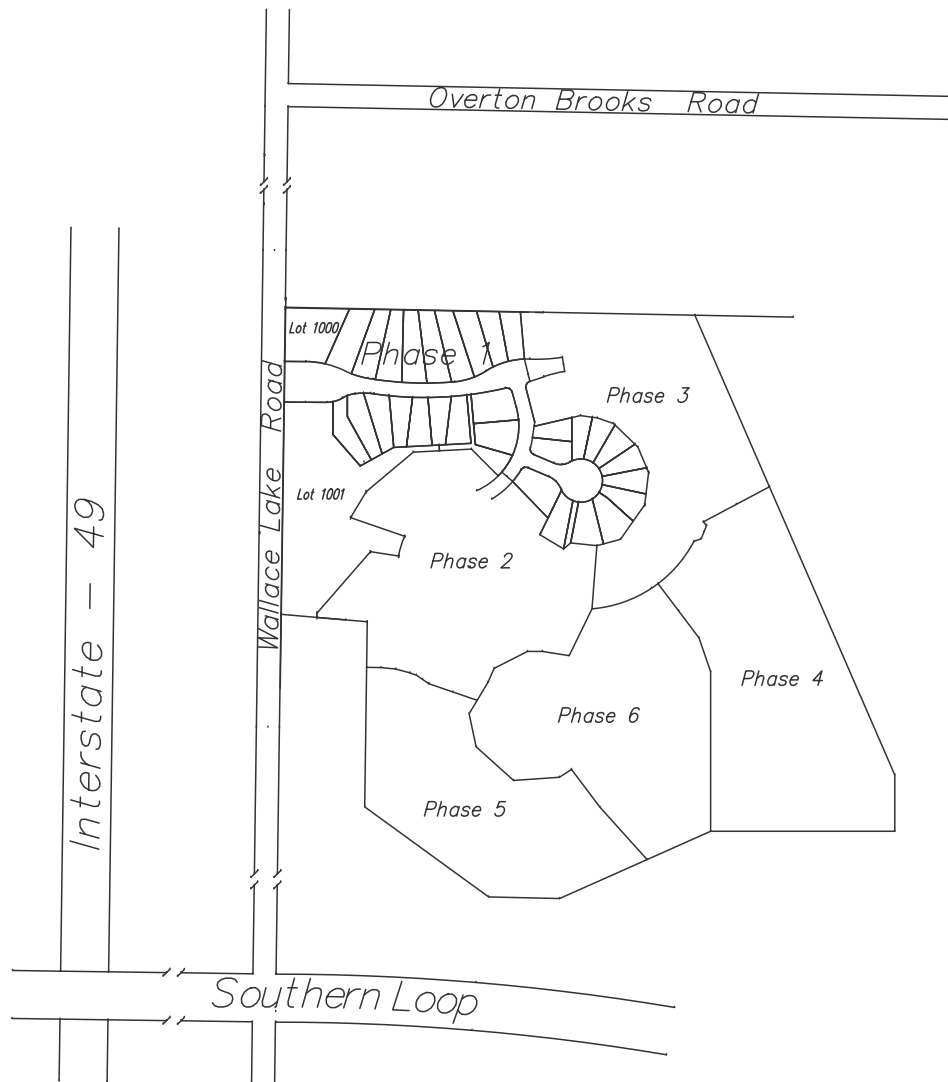 Overton Brooks Road
Lot 1000
Phase 1
Phase 3
Wallace Lake Road
Lot 1001
Interstate - 49
Phase 2
Phase 4
Phase 6
Phase 5
Southern Loop